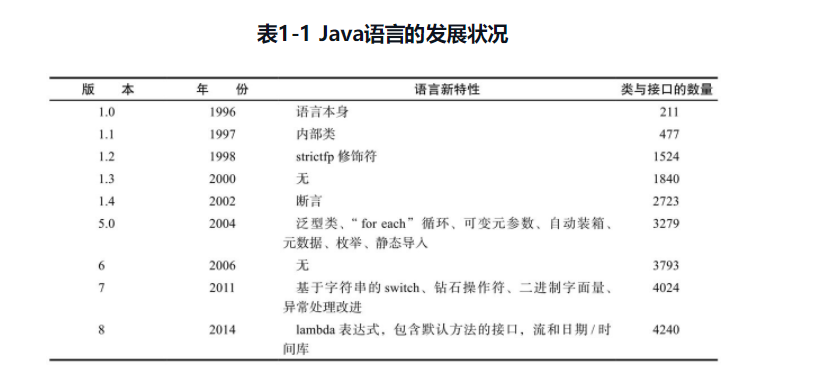 表1-1 Java语言的发展状况
版 本 年 份 语言新特性 类与接口的数量
1.0 1996 语言本身 211
1.1 1997 内部类 477
1.2 1998 strictfp 修饰符 1524
1.3 2000 无 1840
1.4 2002 断言 2723
5.0 2004 泛型类、“for each”循环、可变元参数、自动装箱、 3279
元数据、枚举、静态导入
6 2006 无 3793
7 2011 基于字符串的 switch、钻石操作符、二进制字面量、 4024
异常处理改进
8 2014 lambda 表达式，包含默认方法的接口，流和日期/时 4240
间库